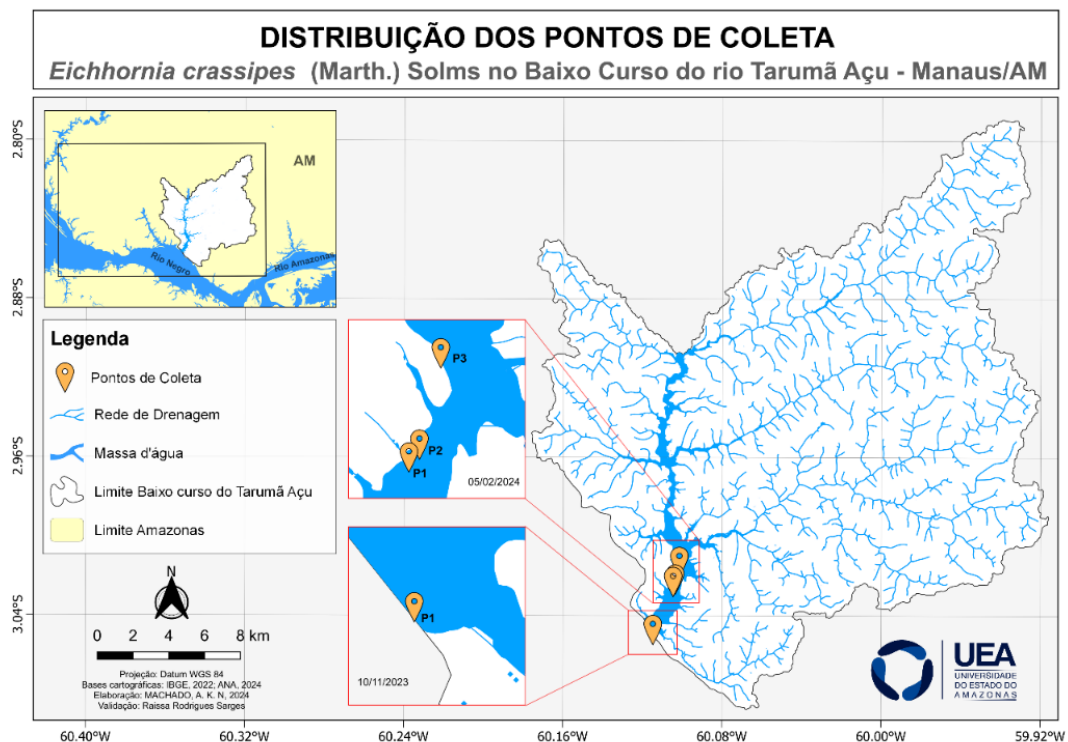 DISTRIBUIÇÃO DOS PONTOS DE COLETA
Eichhornia crassipes (Marth.) Solms no Baixo Curso do rio Tarumã Açu - Manaus/AM
2.80°S
2.88°S
2.96°S
3.04°S
AM
Rio Negro
Rio Amazonas
Legenda
Pontos de Coleta
Rede de Drenagem
Massa d'água
Limite Baixo curso do Tarumã Açu
Limite Amazonas
P3
P2
P1
05/02/2024
P1
10/11/2023
N
0 2 4 6 8 km
Projeção: Datum WGS 84
Bases cartográficas: IBGE, 2022; ANA, 2024
Elaboração: MACHADO, A. K. N, 2024
Validação: Raissa Rodrigues Sarges
UEA
UNIVERSIDADE
DO ESTADO DO
AMAZONAS
60.40°W 60.32°W 60.24°W 60.16°W 60.08°W 60.00°W 59.92°W